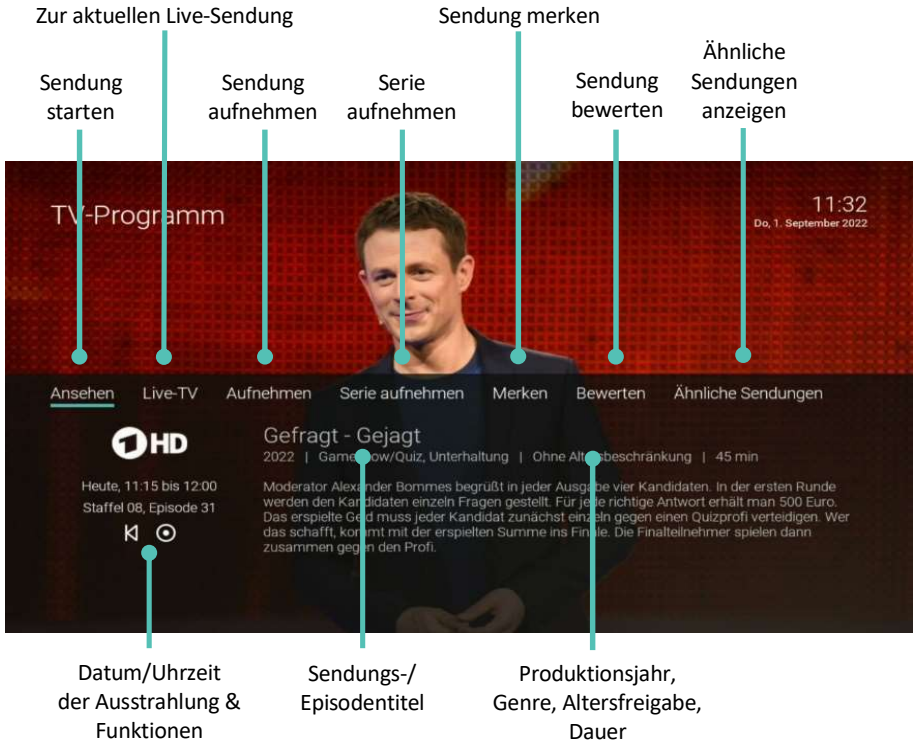 Zur aktuellen Live-Sendung
Sendung merken
Sendung
starten
Sendung
aufnehmen
Serie
aufnehmen
Sendung
bewerten
Ähnliche
Sendungen
anzeigen
TV-Programm
11:32
Do, 1. September 2022
Ansehen Live-TV Aufnehmen Serie aufnehmen Merken Bewerten Ähnliche Sendungen
1 HD
Heute, 11:15 bis 12:00
Staffel 08, Episode 31
Gefragt - Gejagt
2022 | Gameshow/Quiz, Unterhaltung | Ohne Altersbeschränkung | 45 min
Moderator Alexander Bommes begrüßt in jeder Ausgabe vier Kandidaten. In der ersten Runde
werden den Kandidaten einzeln Fragen gestellt. Für jede richtige Antwort erhält man 500 Euro.
Das erspielte Geld muss jeder Kandidat zunächst einzeln gegen einen Quizprofi verteidigen. Wer
das schafft, kommt mit der erspielten Summe ins Finale. Die Finalteilnehmer spielen dann
zusammen gegen den Profi.
Datum/Uhrzeit
der Ausstrahlung &
Funktionen
Sendungs-/
Episodentitel
Produktionsjahr,
Genre, Altersfreigabe,
Dauer